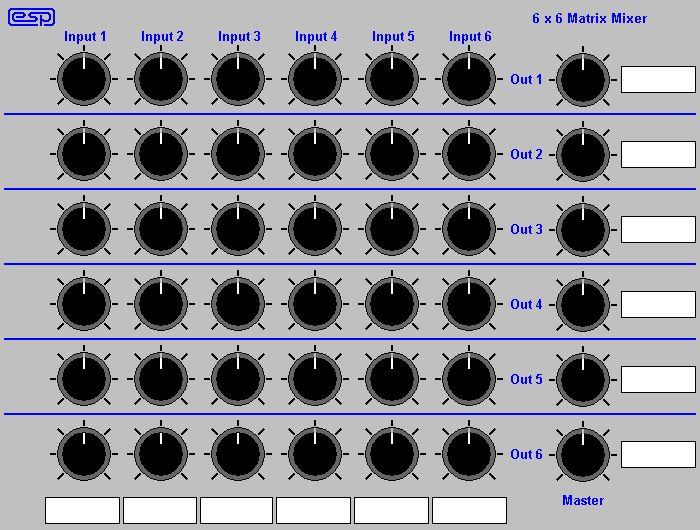 esp
6 x 6 Matrix Mixer
Input 1 Input 2 Input 3 Input 4 Input 5 Input 6
Out 1
Out 2
Out 3
Out 4
Out 5
Out 6
Master